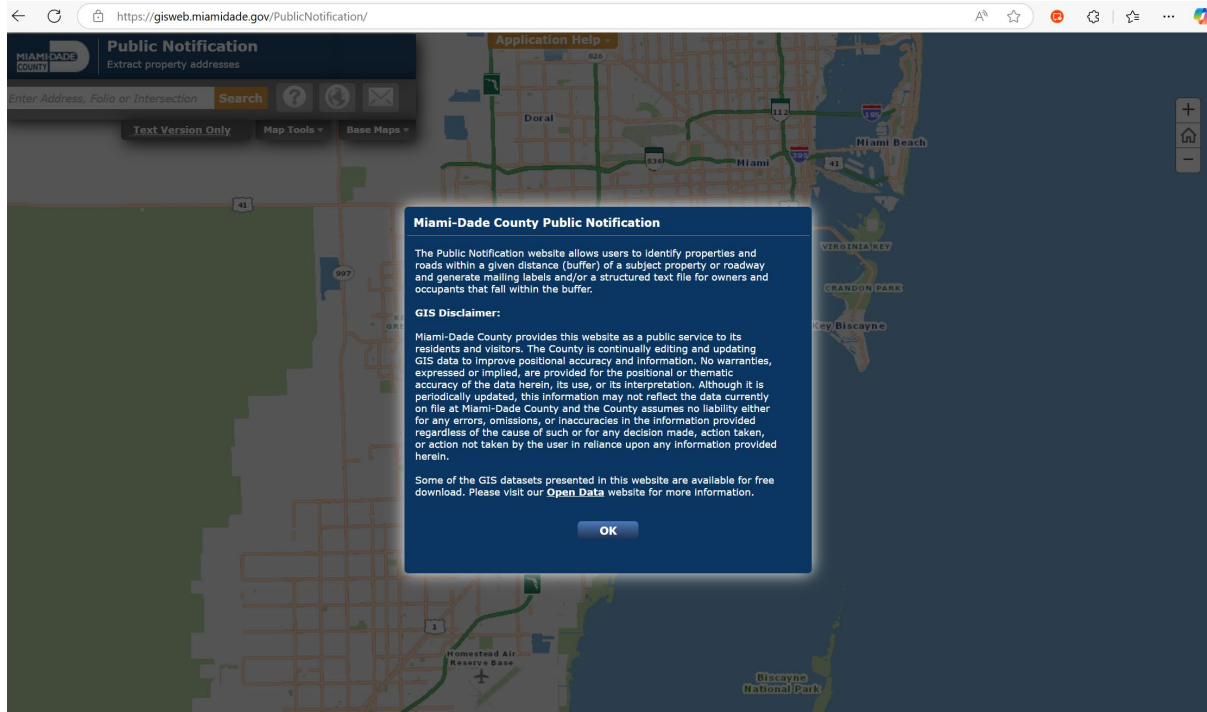 https://gisweb.miamidade.gov/PublicNotification/
MIAMI-DADE
COUNTY
Public Notification
Extract property addresses
Enter Address, Folio or Intersection
Search
Text Version Only
Map Tools
Base Maps
Application Help
826
Doral
112
195
Miami Beach
836
Miami
395
41
41
997
VIRGINIA KEY
CRANDON PARK
Key Biscayne
Miami-Dade County Public Notification
The Public Notification website allows users to identify properties and
roads within a given distance (buffer) of a subject property or roadway
and generate mailing labels and/or a structured text file for owners and
occupants that fall within the buffer.
GIS Disclaimer:
Miami-Dade County provides this website as a public service to its
residents and visitors. The County is continually editing and updating
GIS data to improve positional accuracy and information. No warranties,
expressed or implied, are provided for the positional or thematic
accuracy of the data herein, its use, or its interpretation. Although it is
periodically updated, this information may not reflect the data currently
on file at Miami-Dade County and the County assumes no liability either
for any errors, omissions, or inaccuracies in the information provided
regardless of the cause of such or for any decision made, action taken,
or action not taken by the user in reliance upon any information provided
herein.
Some of the GIS datasets presented in this website are available for free
download. Please visit our Open Data website for more information.
OK
1
Homestead Air
Reserve Base
Biscayne
National Park